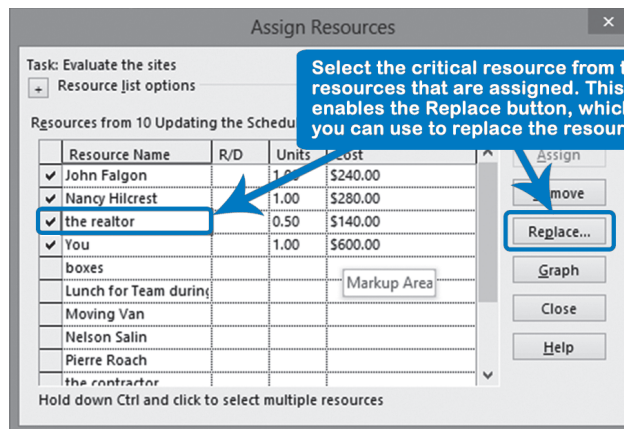 Assign Resources
Task: Evaluate the sites
+ Resource list options
Select the critical resource from
resources that are assigned. This
enables the Replace button,
you can use to replace the
Resources from 10 Updating the
Resource Name R/D Units Cost
John Falgon 1.00 $240.00
Nancy Hilcrest 1.00 $280.00
the realtor 0.50 $140.00
You 1.00 $600.00
boxes
Lunch for Team during
Moving Van
Nelson Salin
Pierre Roach
the contractor
Markup Area
Assign
Remove
Replace...
Graph
Close
Help
Hold down Ctrl and click to select multiple resources